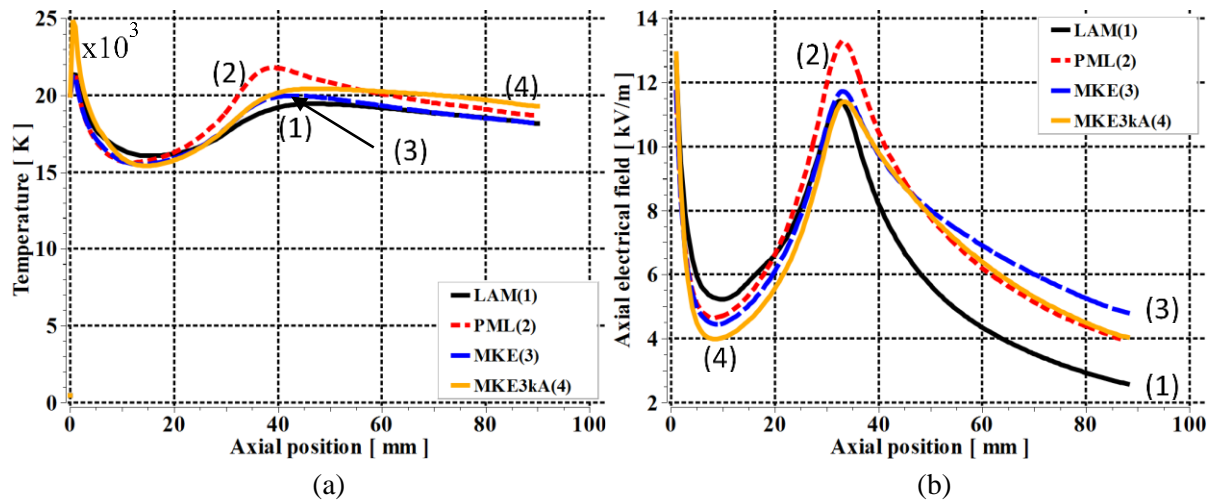 x10³
(2)
(4)
(1)
(3)
Temperature [ K ]
25
20
15
10
5
0
LAM(1)
PML(2)
MKE(3)
MKE3kA(4)
0
20
40
60
80
100
Axial position [ mm ]
(a)
LAM(1)
PML(2)
MKE(3)
MKE3kA(4)
(2)
(3)
(4)
(1)
Axial electrical field [ kV/m ]
14
12
10
8
6
4
2
0
20
40
60
80
100
Axial position [ mm ]
(b)